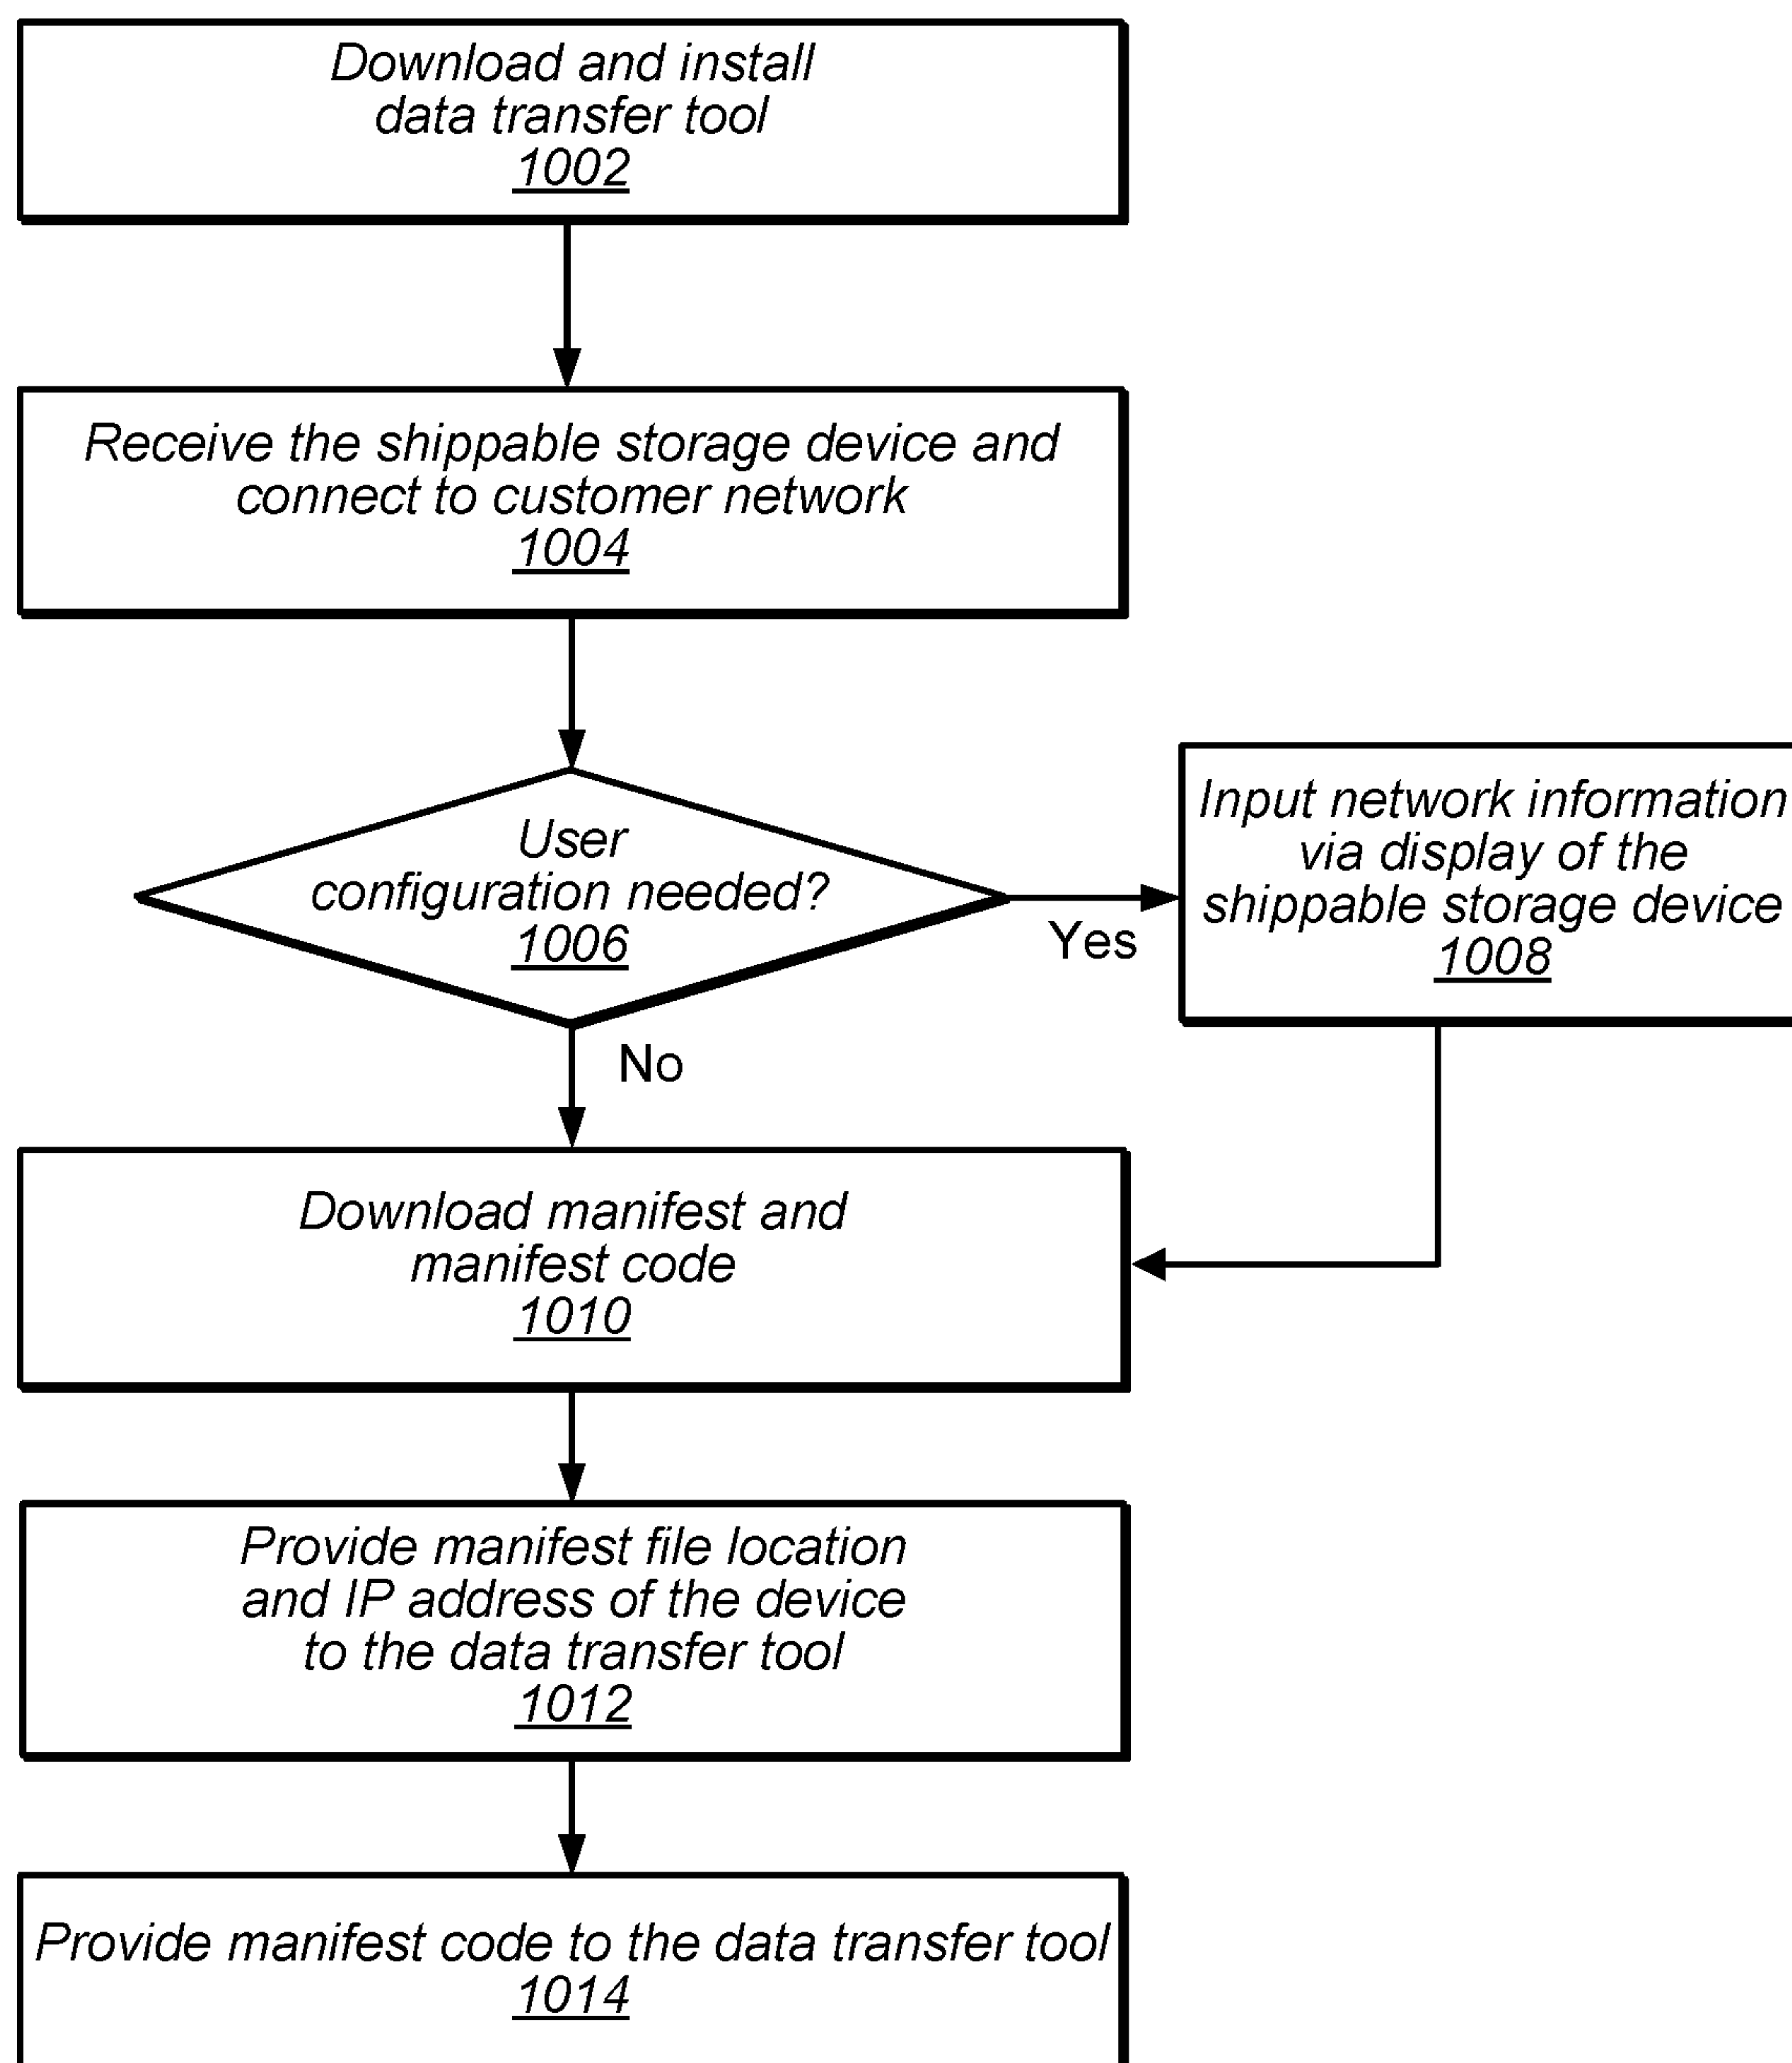 Download and install
data transfer tool
1002
Receive the shippable storage device and
connect to customer network
1004
User
configuration needed?
1006
Yes
Input network information
via display of the
shippable storage device
1008
No
Download manifest and
manifest code
1010
Provide manifest file location
and IP address of the device
to the data transfer tool
1012
Provide manifest code to the data transfer tool
1014